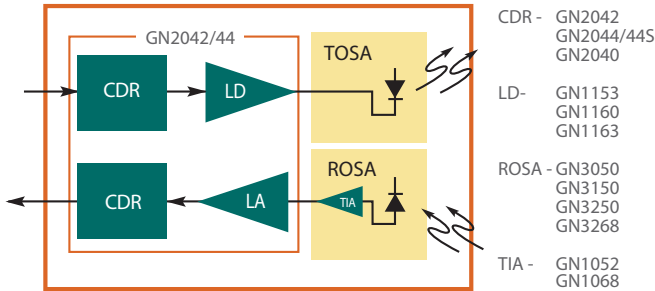 GN2042/44
CDR
LD
TOSA
CDR
LA
ROSA
TIA
CDR - GN2042
GN2044/44S
GN2040
LD- GN1153
GN1160
GN1163
ROSA - GN3050
GN3150
GN3250
GN3268
TIA - GN1052
GN1068